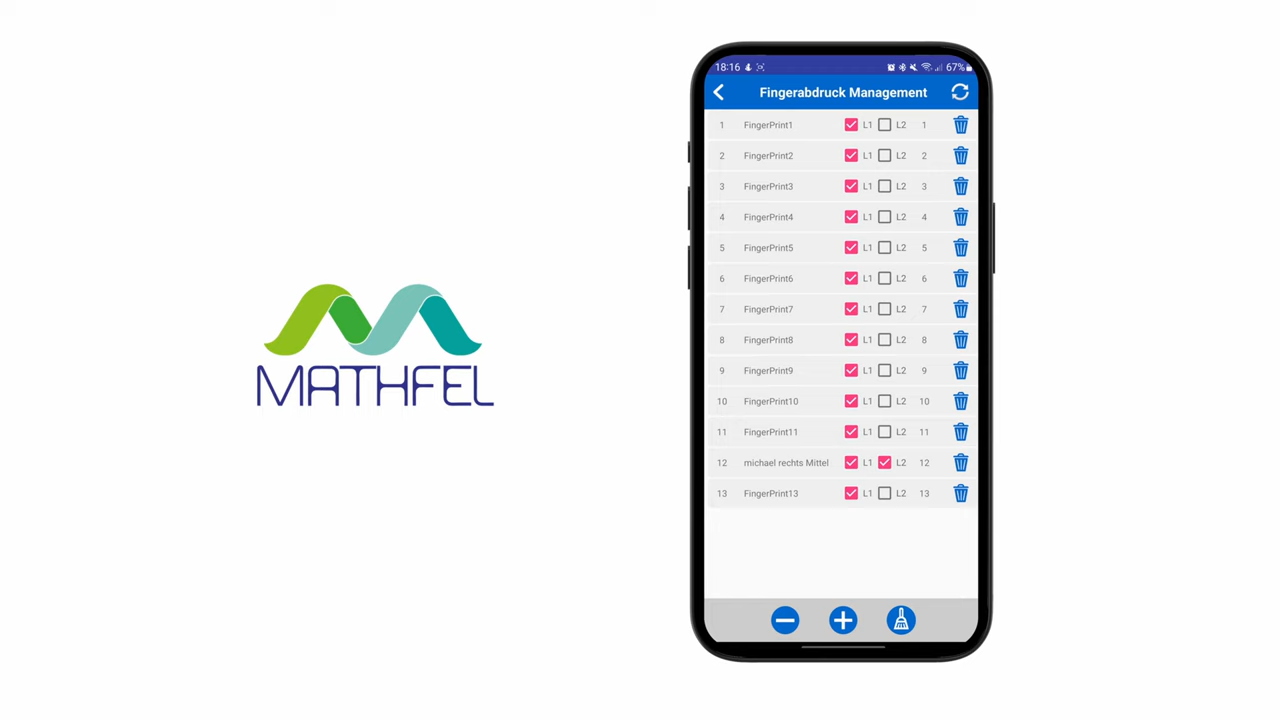 MATHFEL
18:16 67%
Fingerabdruck Management
1 FingerPrint1 L1 L2 1
2 FingerPrint2 L1 L2 2
3 FingerPrint3 L1 L2 3
4 FingerPrint4 L1 L2 4
5 FingerPrint5 L1 L2 5
6 FingerPrint6 L1 L2 6
7 FingerPrint7 L1 L2 7
8 FingerPrint8 L1 L2 8
9 FingerPrint9 L1 L2 9
10 FingerPrint10 L1 L2 10
11 FingerPrint11 L1 L2 11
12 michael rechts Mittel L1 L2 12
13 FingerPrint13 L1 L2 13